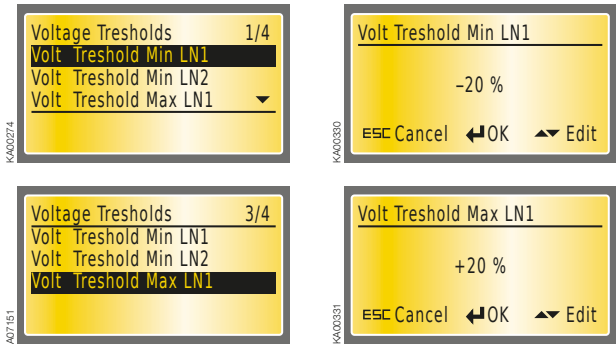 Voltage Tresholds 1/4
Volt Treshold Min LN1
Volt Treshold Min LN2
Volt Treshold Max LN1
KA00274
Volt Treshold Min LN1
–20 %
ESC Cancel OK Edit
KA00330
Voltage Tresholds 3/4
Volt Treshold Min LN1
Volt Treshold Min LN2
Volt Treshold Max LN1
A07151
Volt Treshold Max LN1
+20 %
ESC Cancel OK Edit
KA00331